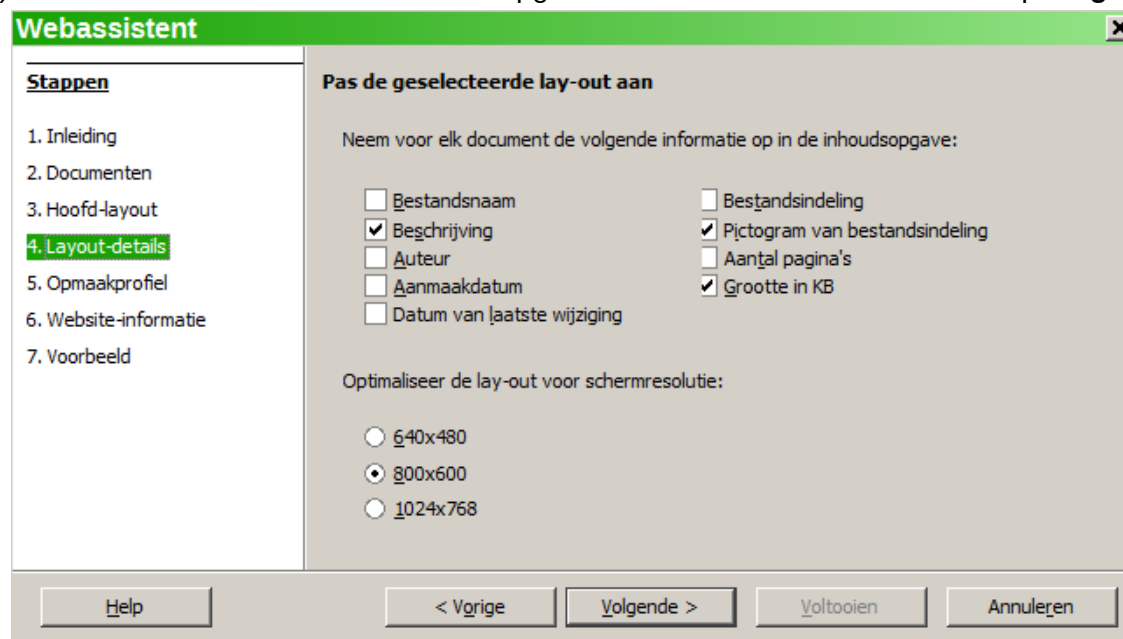 Webassistent
Stappen
1. Inleiding
2. Documenten
3. Hoofd-layout
4. Layout-details
5. Opmaakprofiel
6. Website-informatie
7. Voorbeeld
Pas de geselecteerde lay-out aan
Neem voor elk document de volgende informatie op in de inhoudsopgave:
Bestandsnaam
Beschrijving
Auteur
Aanmaakdatum
Datum van laatste wijziging
Bestandsindeling
Pictogram van bestandsindeling
Aantal pagina's
Grootte in KB
Optimaliseer de lay-out voor schermresolutie:
640x480
800x600
1024x768
Help
< Vorige
Volgende >
Voltooien
Annuleren